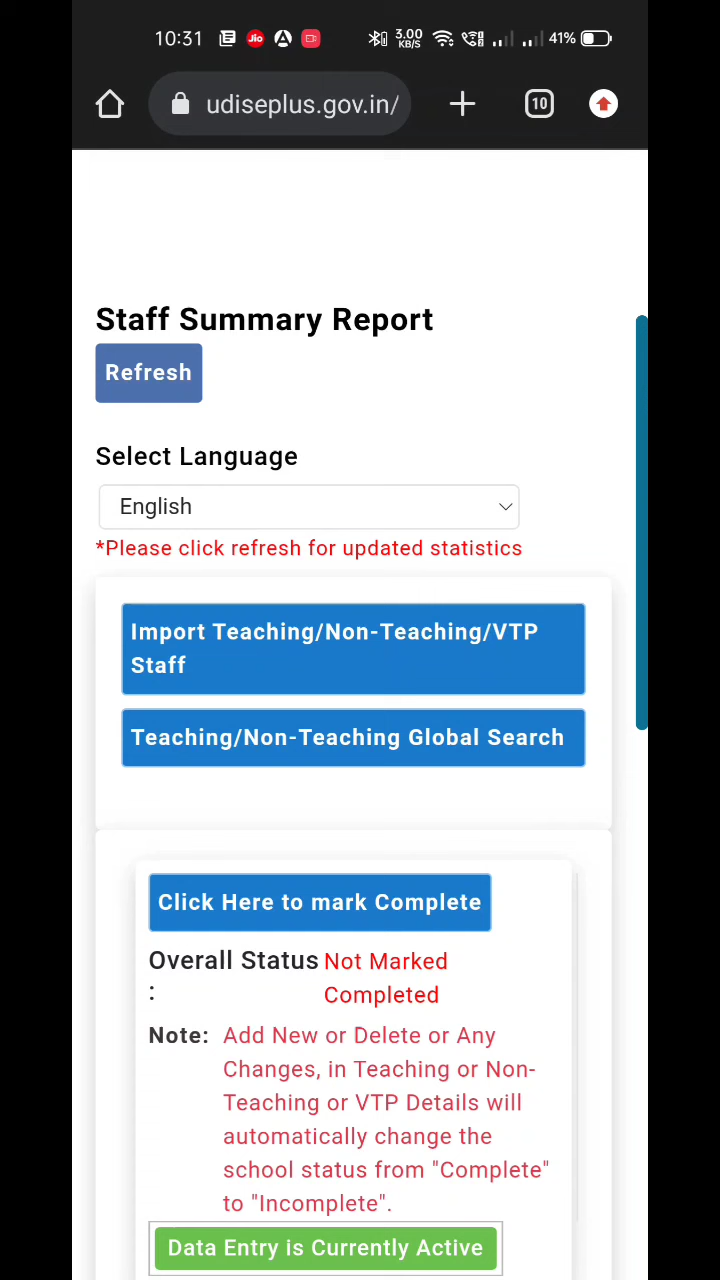 10:31 Jio 3.00 KB/S 41%
udiseplus.gov.in/ 10
Staff Summary Report
Refresh
Select Language
English
*Please click refresh for updated statistics
Import Teaching/Non-Teaching/VTP
Staff
Teaching/Non-Teaching Global Search
Click Here to mark Complete
Overall Status Not Marked
: Completed
Note: Add New or Delete or Any
Changes, in Teaching or Non-
Teaching or VTP Details will
automatically change the
school status from "Complete"
to "Incomplete".
Data Entry is Currently Active